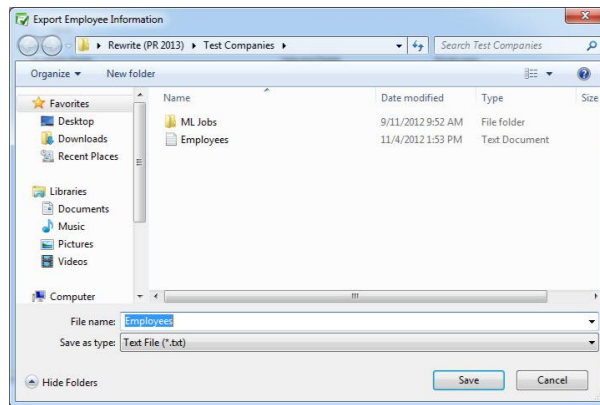 Export Employee Information
Rewrite (PR 2013) Test Companies
Search Test Companies
Organize New folder
Favorites
Desktop
Downloads
Recent Places
Libraries
Documents
Music
Pictures
Videos
Computer
Name Date modified Type Size
ML Jobs 9/11/2012 9:52 AM File folder
Employees 11/4/2012 1:53 PM Text Document
File name: Employees
Save as type: Text File (*.txt)
Hide Folders
Save Cancel